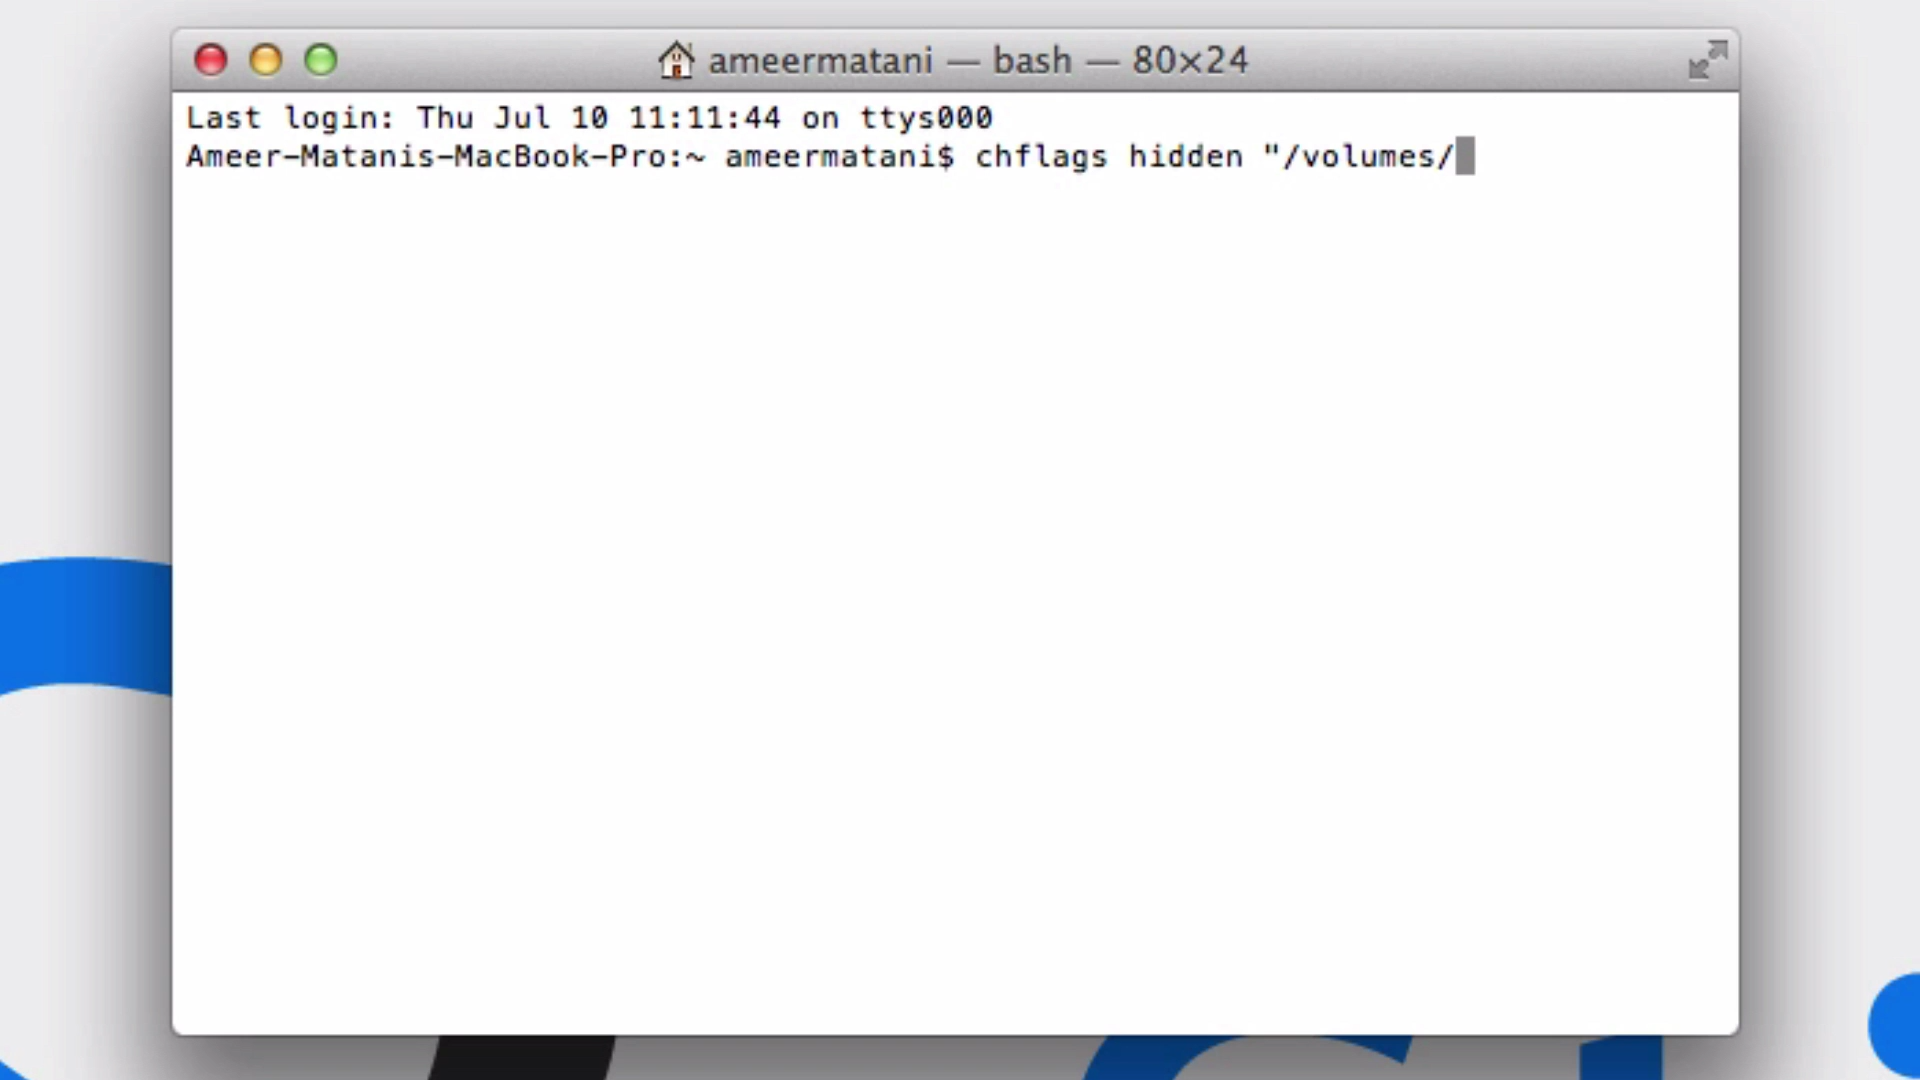 ameermatani — bash — 80×24
Last login: Thu Jul 10 11:11:44 on ttys000
Ameer-Matanis-MacBook-Pro:~ ameermatani$ chflags hidden "/volumes/